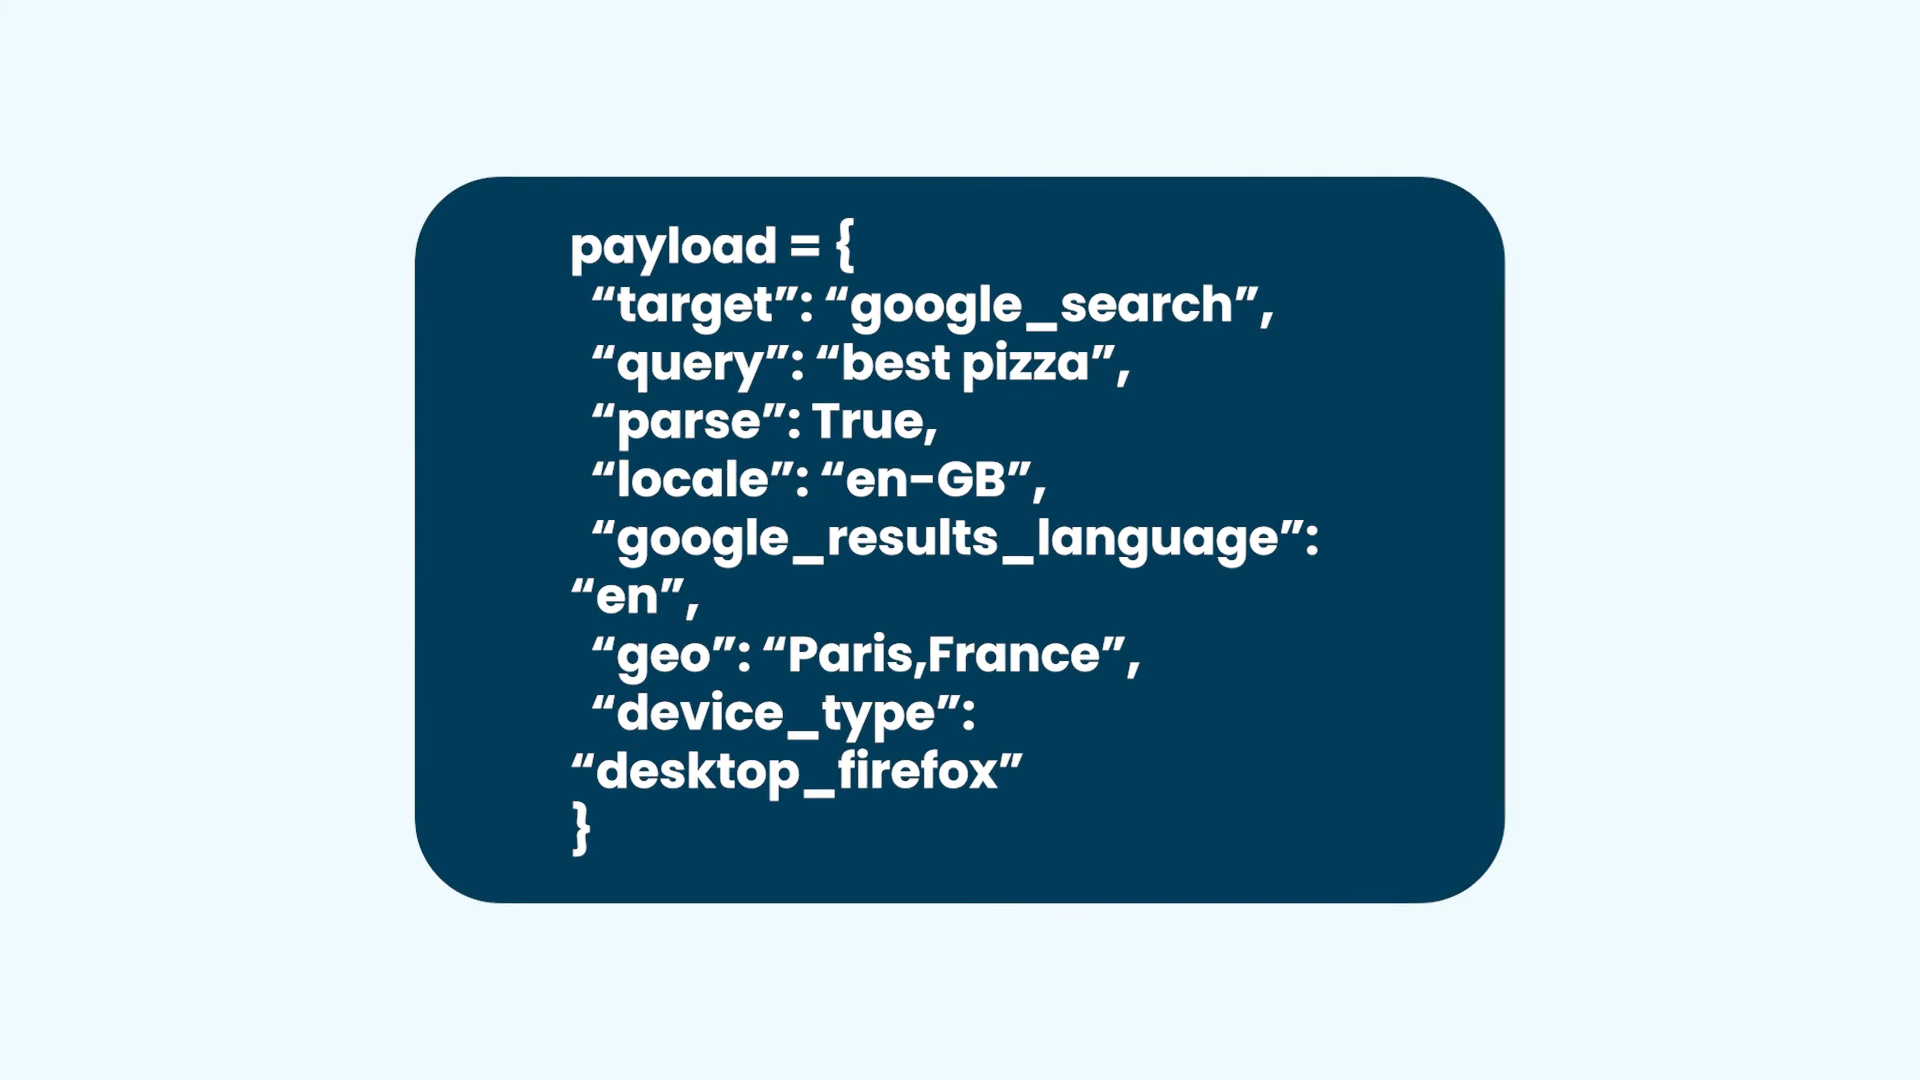 payload = {
“target”: “google_search”,
“query”: “best pizza”,
“parse”: True,
“locale”: “en-GB”,
“google_results_language”:
“en”,
“geo”: “Paris,France”,
“device_type”:
“desktop_firefox”
}